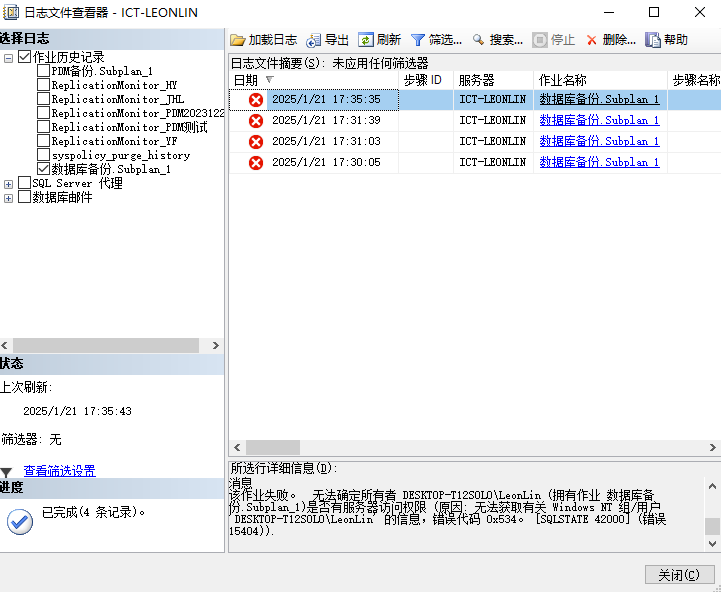 日志文件查看器 - ICT-LEONLIN
选择日志
作业历史记录
PDM备份.Subplan_1
ReplicationMonitor_HY
ReplicationMonitor_JHL
ReplicationMonitor_PDM2023122
ReplicationMonitor_PDM测试
ReplicationMonitor_YF
syspolicy_purge_history
数据库备份.Subplan_1
SQL Server 代理
数据库邮件
状态
上次刷新:
2025/1/21 17:35:43
筛选器: 无
查看筛选设置
进度
已完成(4 条记录)。
加载日志 导出 刷新 筛选... 搜索... 停止 删除... 帮助
日志文件摘要(S): 未应用任何筛选器
日期 步骤 ID 服务器 作业名称 步骤名称
2025/1/21 17:35:35 ICT-LEONLIN 数据库备份.Subplan_1
2025/1/21 17:31:39 ICT-LEONLIN 数据库备份.Subplan_1
2025/1/21 17:31:03 ICT-LEONLIN 数据库备份.Subplan_1
2025/1/21 17:30:05 ICT-LEONLIN 数据库备份.Subplan_1
所选行详细信息(D):
消息
该作业失败。 无法确定所有者 DESKTOP-T12SOLO\LeonLin (拥有作业 数据库备
份.Subplan_1)是否有服务器访问权限 (原因: 无法获取有关 Windows NT 组/用户
'DESKTOP-T12SOLO\LeonLin' 的信息，错误代码 0x534。 [SQLSTATE 42000] (错误
15404)).
关闭(C)